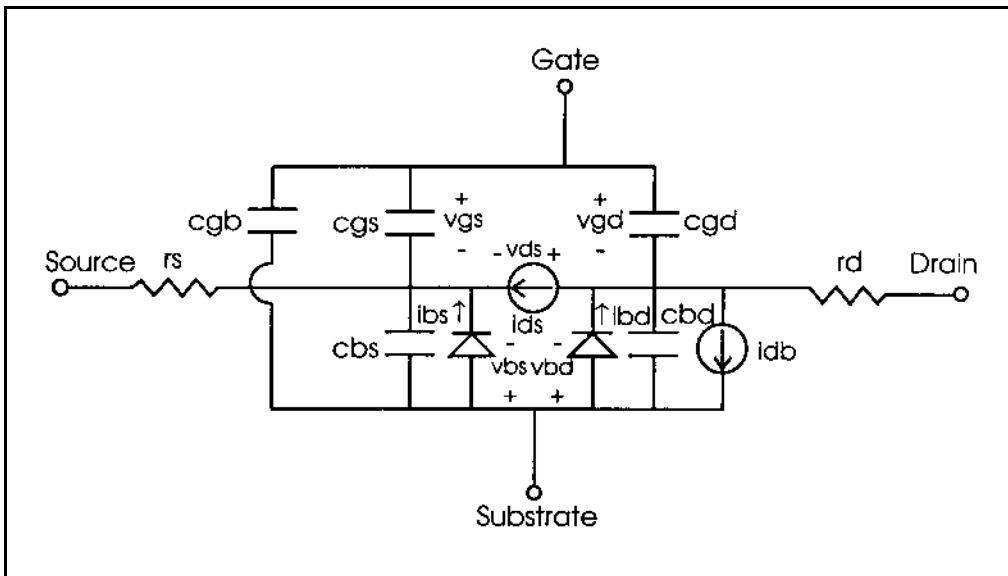 Gate
cgb cgs + vgs - + vgd - cgd
Source rs - vds + rd Drain
ibs ids ibd cbd
cbs - vbs + - vbd + idb
Substrate